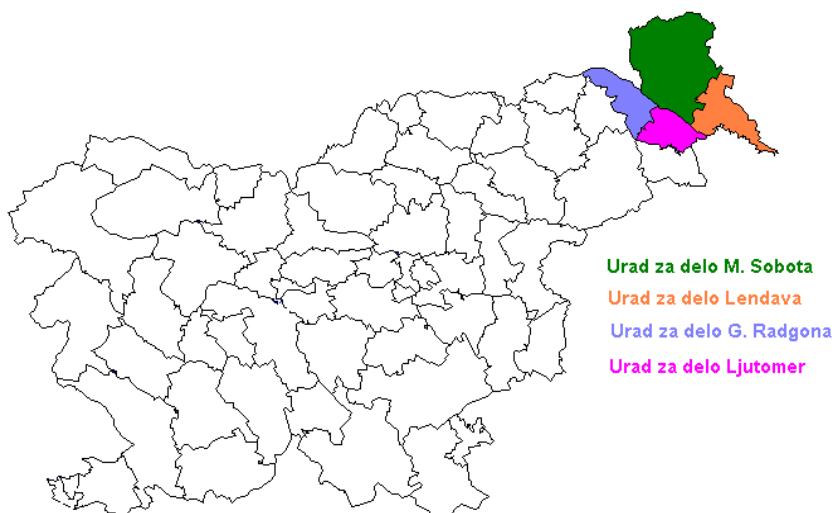 Urad za delo M. Sobota
Urad za delo Lendava
Urad za delo G. Radgona
Urad za delo Ljutomer